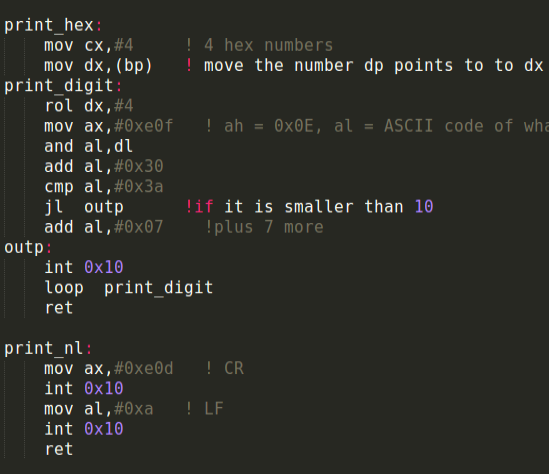 print_hex:
mov cx,#4 ! 4 hex numbers
mov dx,(bp) ! move the number dp points to to dx
print_digit:
rol dx,#4
mov ax,#0xe0f ! ah = 0x0E, al = ASCII code of
and al,dl
add al,#0x30
cmp al,#0x3a
jl outp !if it is smaller than 10
add al,#0x07 !plus 7 more
outp:
int 0x10
loop print_digit
ret
print_nl:
mov ax,#0xe0d ! CR
int 0x10
mov al,#0xa ! LF
int 0x10
ret